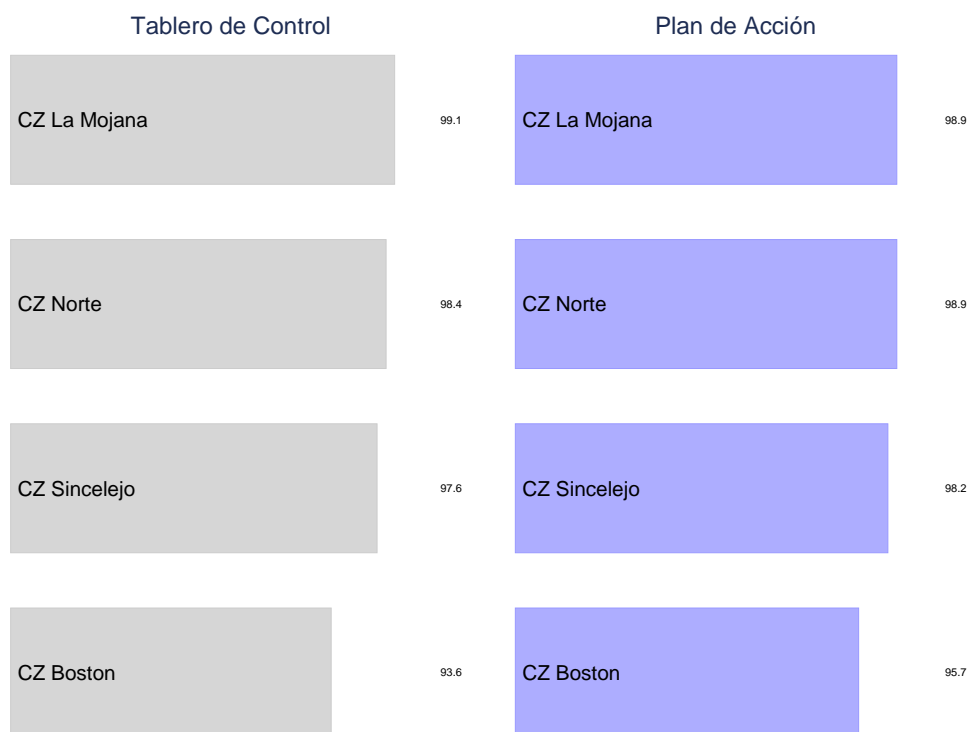 Tablero de Control
CZ La Mojana 99.1
CZ Norte 98.4
CZ Sincelejo 97.6
CZ Boston 93.6
Plan de Acción
CZ La Mojana 98.9
CZ Norte 98.9
CZ Sincelejo 98.2
CZ Boston 95.7